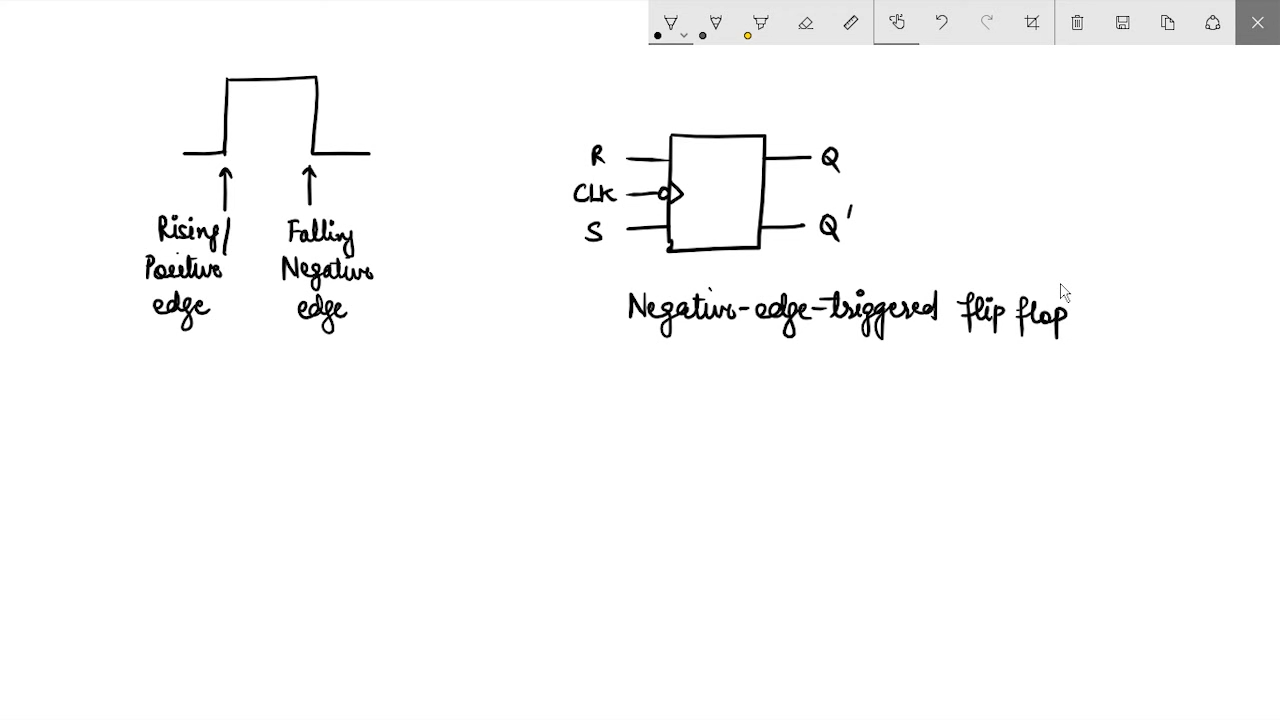 Rising/
Positive
edge
Falling
Negative
edge
R
CLK
S
Q
Q'
Negative-edge-triggered flip flop